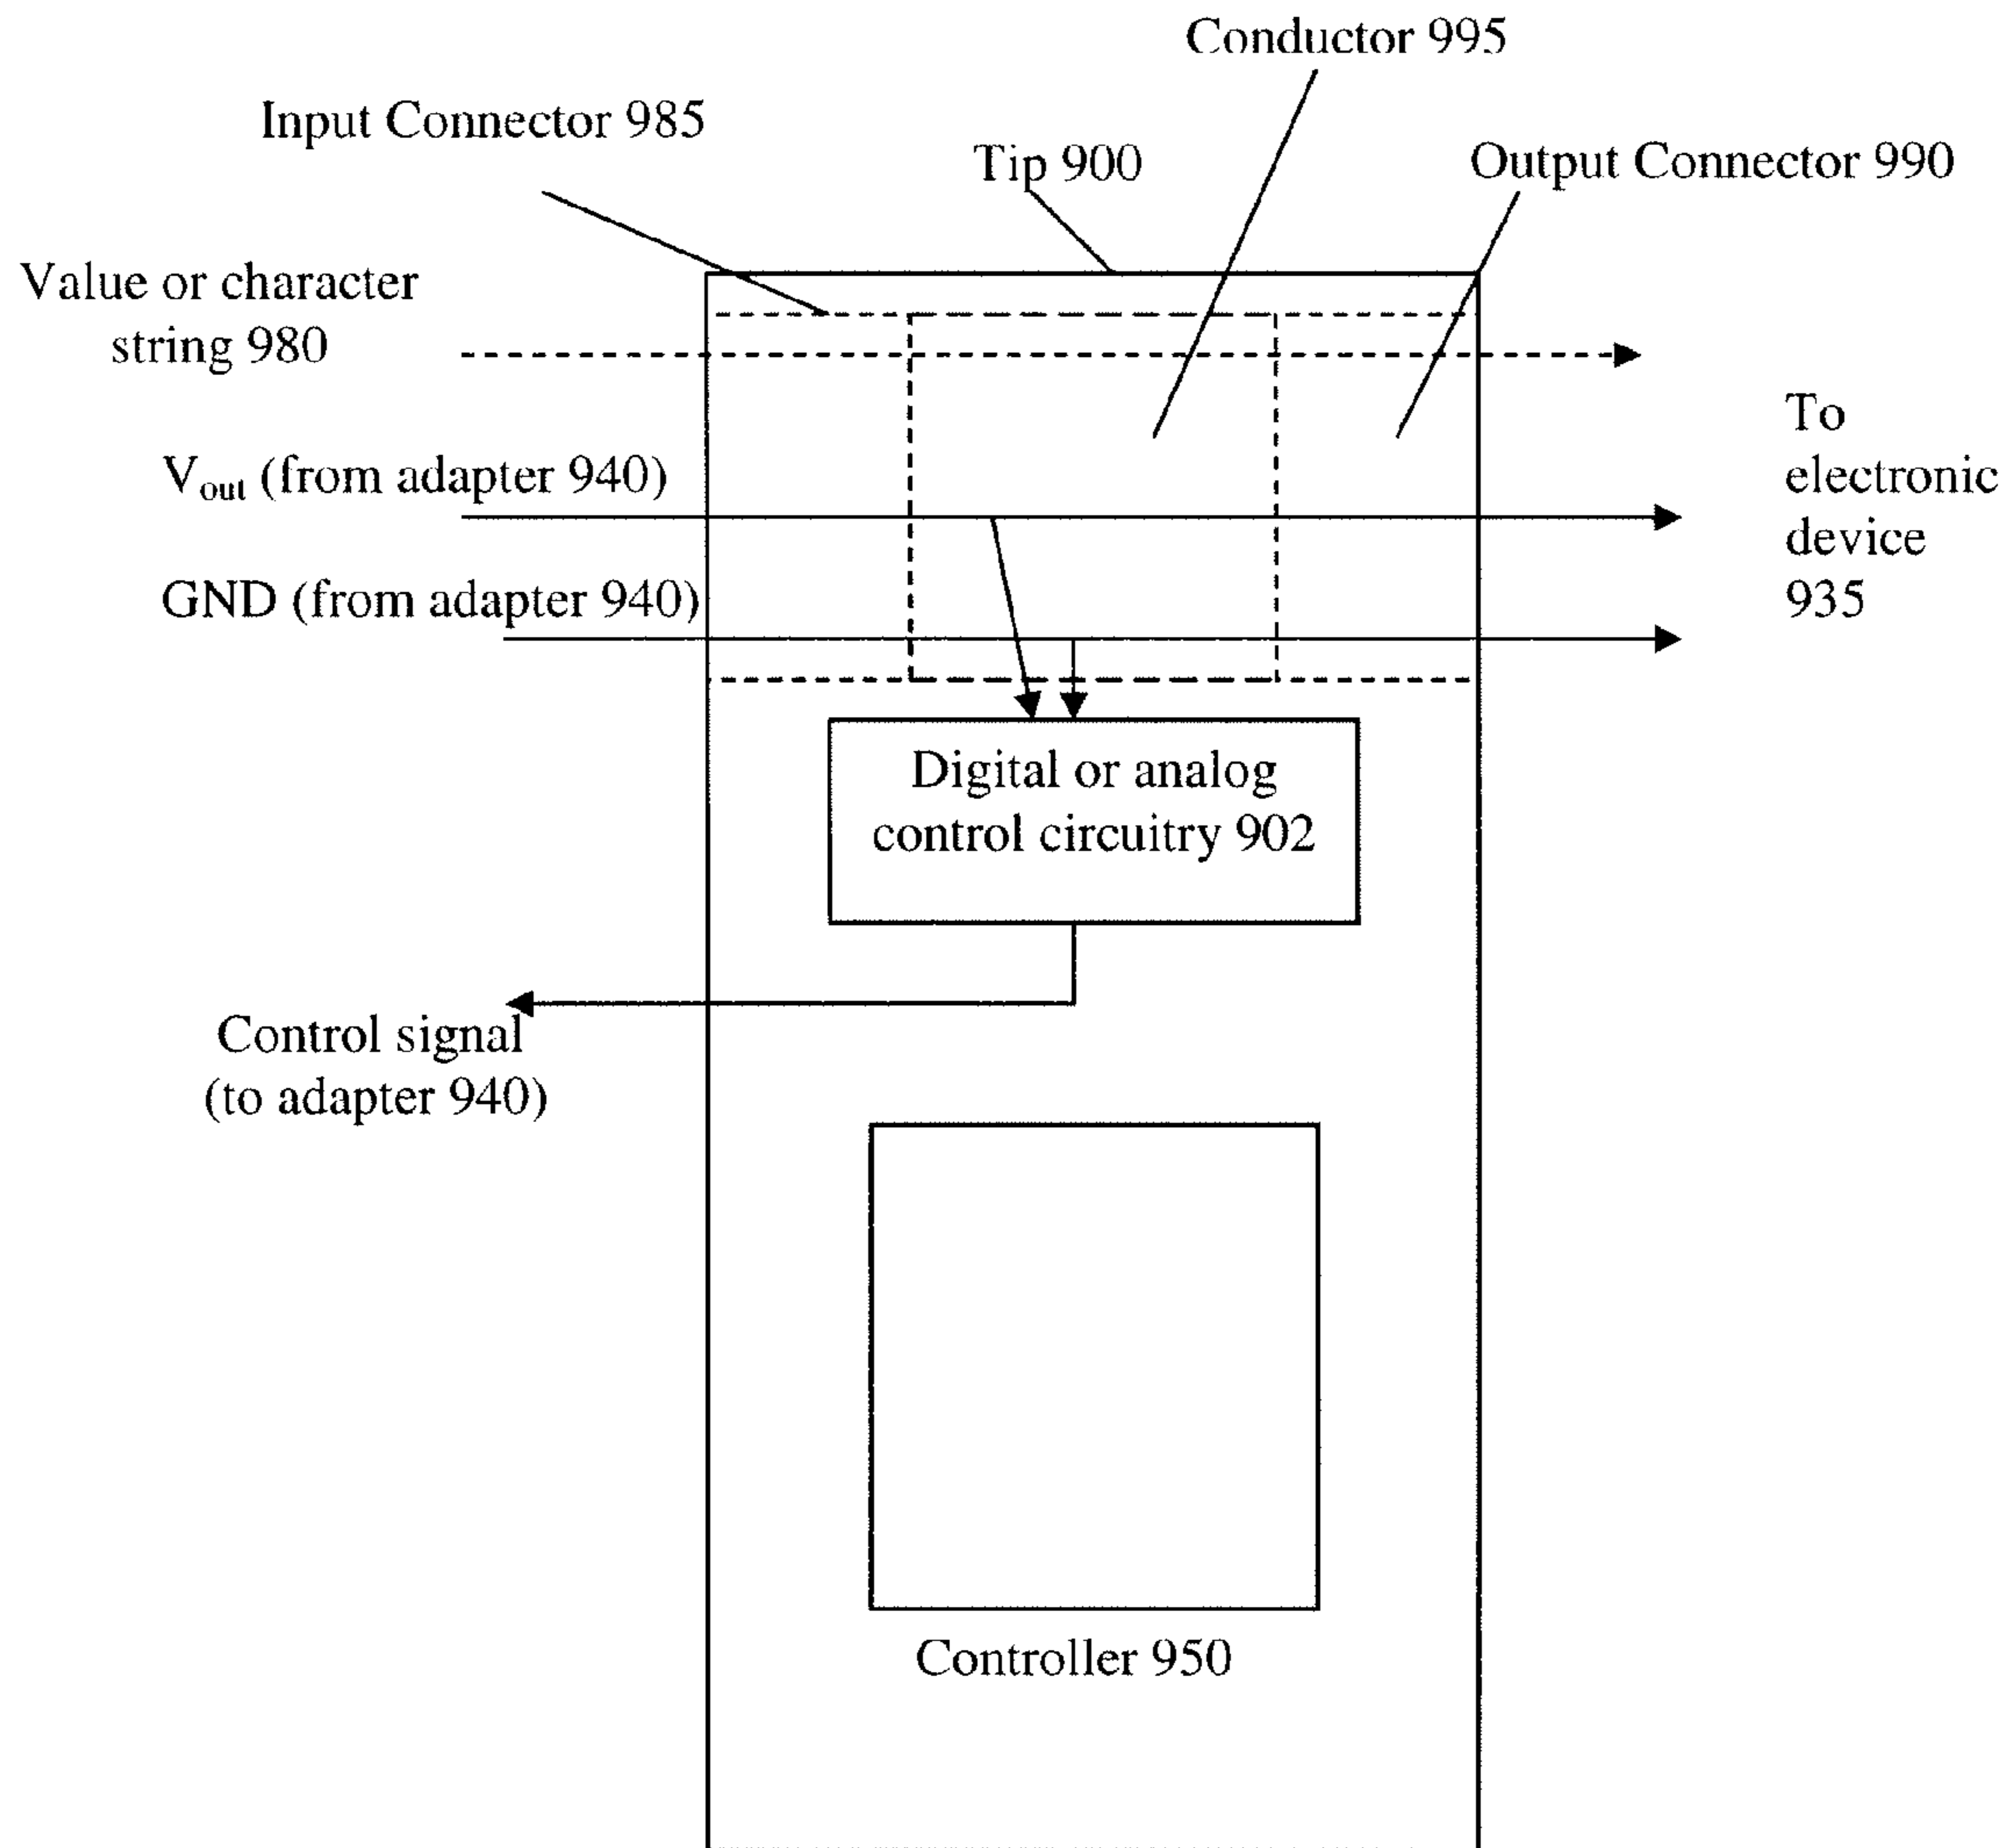 Conductor 995
Input Connector 985
Tip 900
Output Connector 990
Value or character
string 980
To
electronic
device
935
Vout (from adapter 940)
GND (from adapter 940)
Digital or analog
control circuitry 902
Control signal
(to adapter 940)
Controller 950